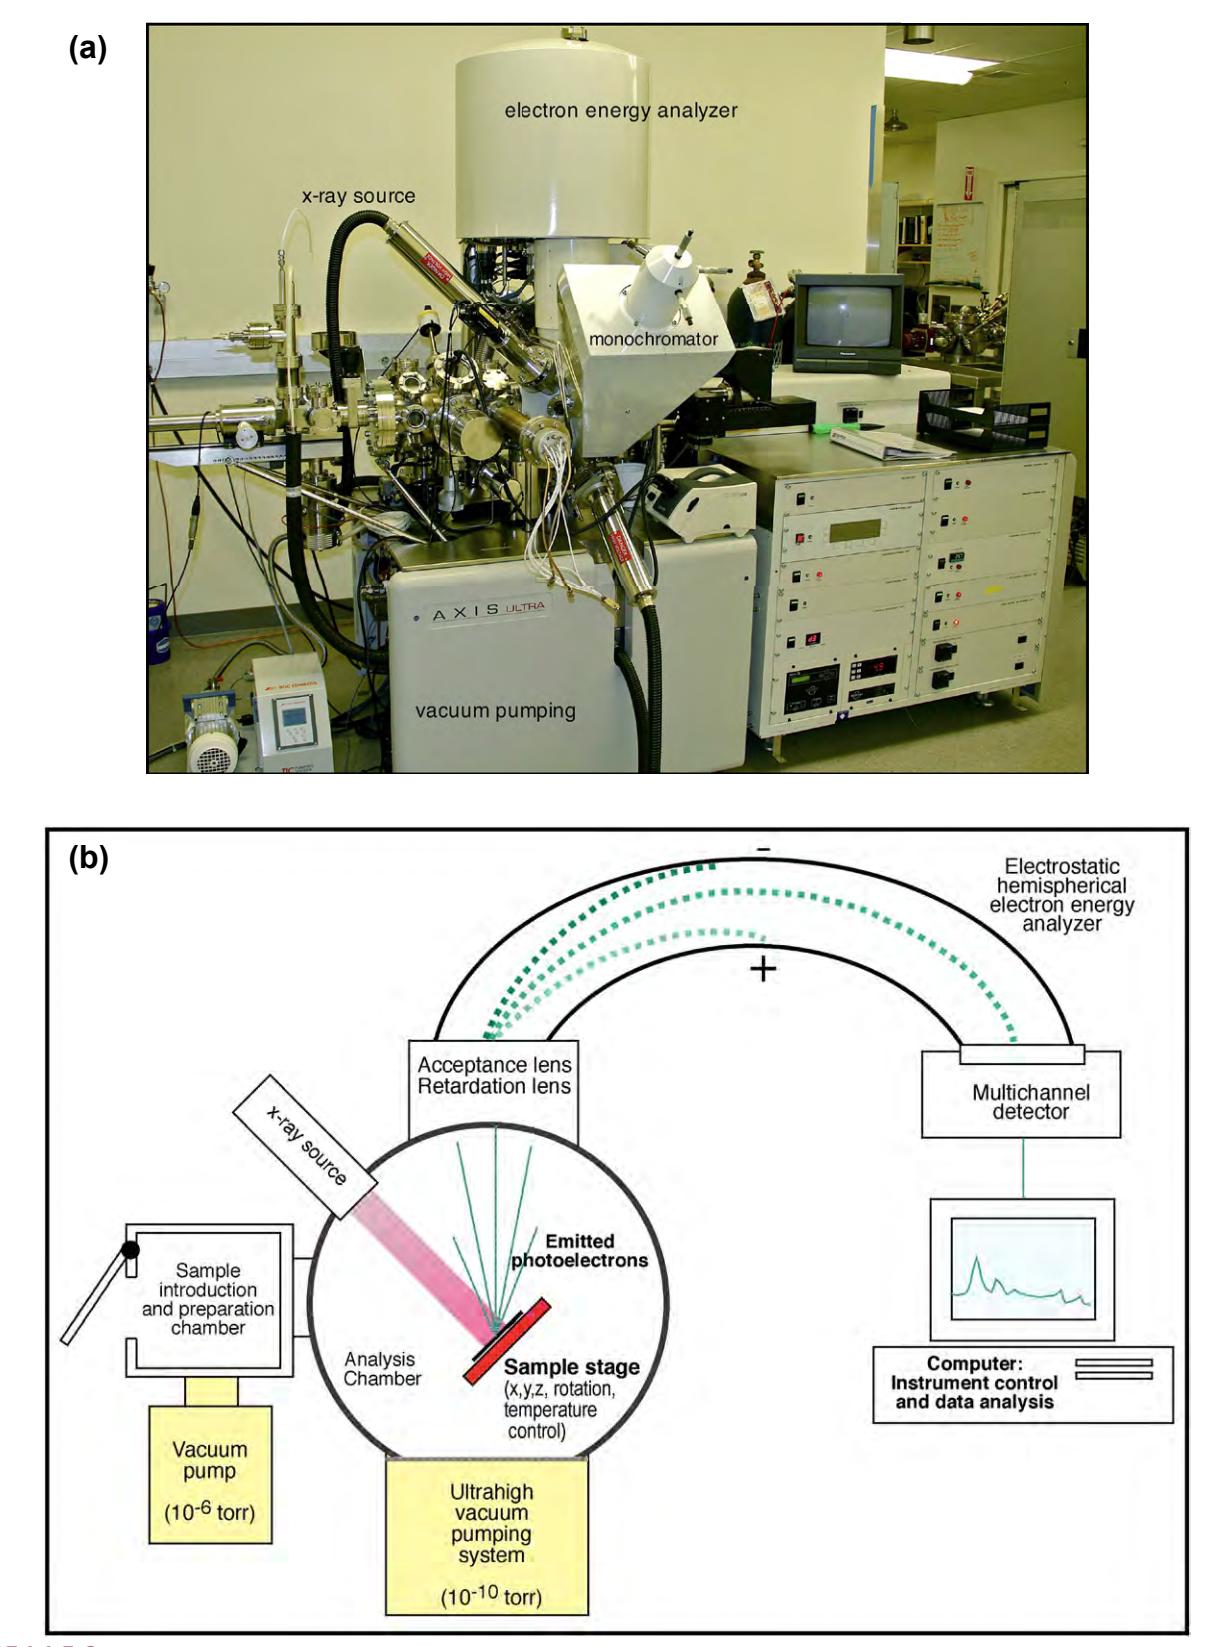 (a)
electron energy analyzer
x-ray source
monochromator
AXIS ULTRA
vacuum pumping
(b)
-
Electrostatic
hemispherical
electron energy
analyzer
+
Acceptance lens
Retardation lens
Multichannel
detector
x-ray source
Emitted
photoelectrons
Sample
introduction
and preparation
chamber
Analysis
Chamber
Sample stage
(x,y,z, rotation,
temperature
control)
Computer:
Instrument control
and data analysis
Vacuum
pump
(10-6 torr)
Ultrahigh
vacuum
pumping
system
(10-10 torr)